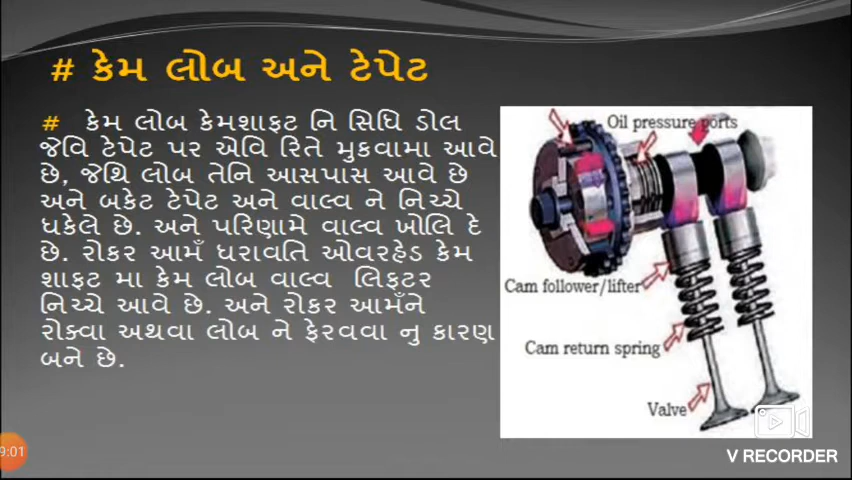 # કેમ લોબ અને ટેપેટ
# કેમ લોબ કેમશાફટ નિ સિધિ ડોલ
જેવિ ટેપેટ પર એવિ રિતે મુકવામા આવે
છે, જેથિ લોબ તેનિ આસપાસ આવે છે
અને બકેટ ટેપેટ અને વાલ્વ ને નિચ્ચે
ધકેલે છે. અને પરિણામે વાલ્વ ખોલિ દે
છે. રોકર આમઁ ધરાવતિ ઓવરહેડ કેમ
શાફટ મા કેમ લોબ વાલ્વ લિફટર
નિચ્ચે આવે છે. અને રોકર આમઁને
રોક્વા અથવા લોબ ને ફેરવવા નુ કારણ
બને છે.
Oil pressure ports
Cam follower/lifter
Cam return spring
Valve
9:01
V RECORDER